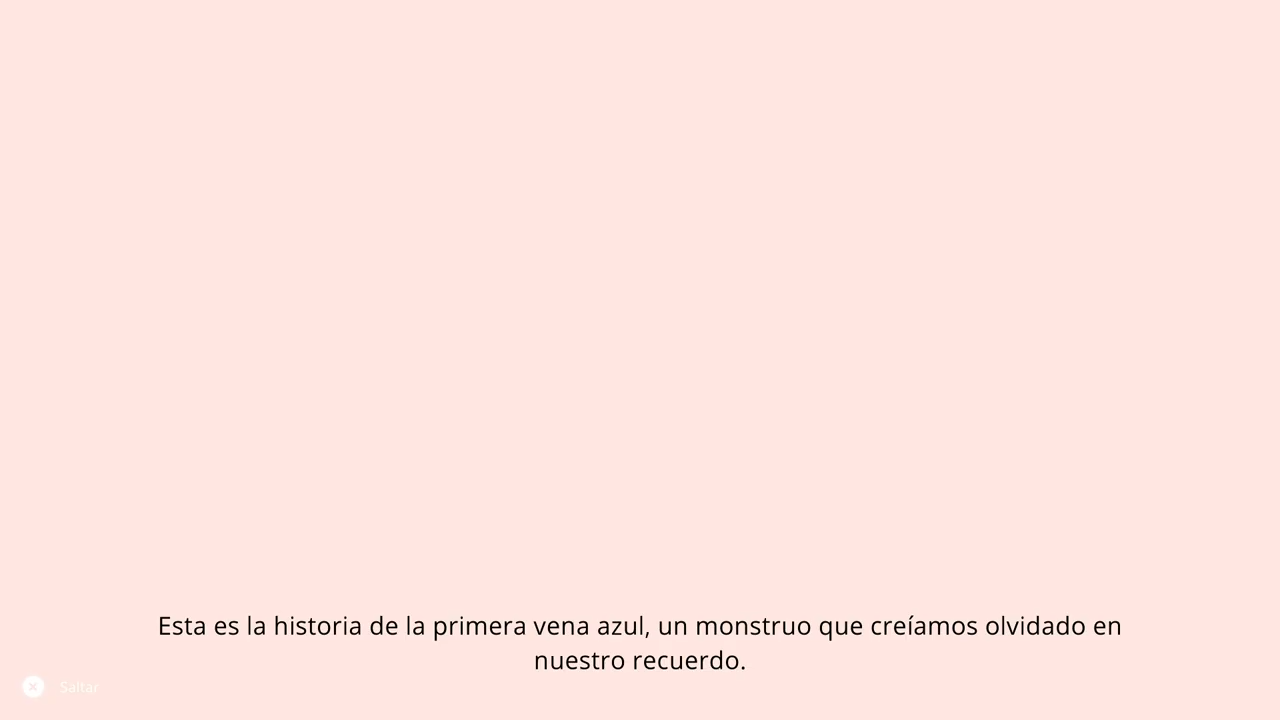 Esta es la historia de la primera vena azul, un monstruo que creíamos olvidado en
nuestro recuerdo.
Saltar